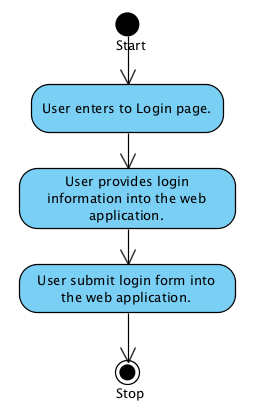 Start
User enters to Login page.
User provides login
information into the web
application.
User submit login form into
the web application.
Stop